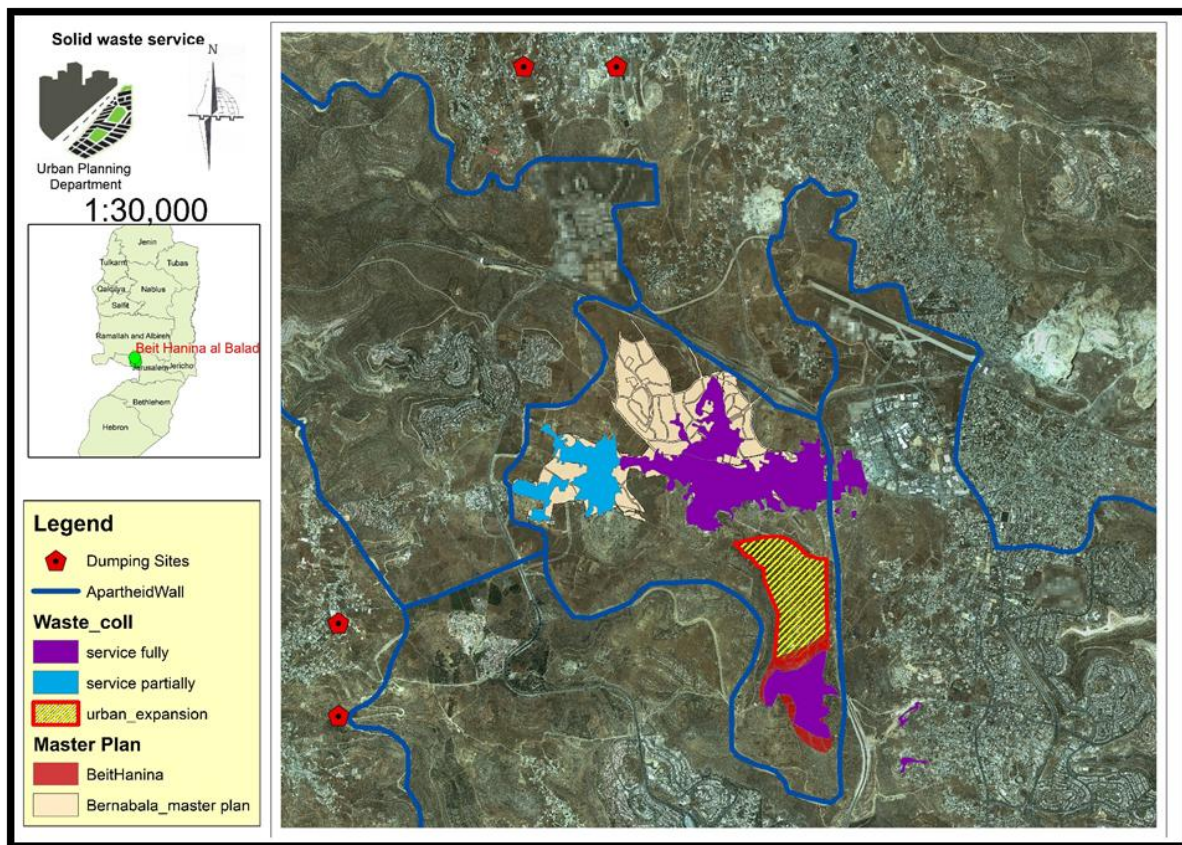 Solid waste service
N
Urban Planning
Department
1:30,000
Jenin
Tulkarm
Tubas
Qalqilya
Nablus
Salfit
Ramallah and Albireh
Beit Hanina al Balad
Jerusalem
Jericho
Bethlehem
Hebron
Legend
Dumping Sites
ApartheidWall
Waste_coll
service fully
service partially
urban_expansion
Master Plan
BeitHanina
Bernabala_master plan